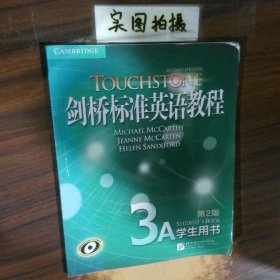 实图拍摄
CAMBRIDGE
SECOND EDITION
TOUCHSTONE
剑桥标准英语教程
MICHAEL MCCARTHY
JEANNE MCCARTEN
HELEN SANDIFORD
第2版
STUDENT'S BOOK
3A 学生用书